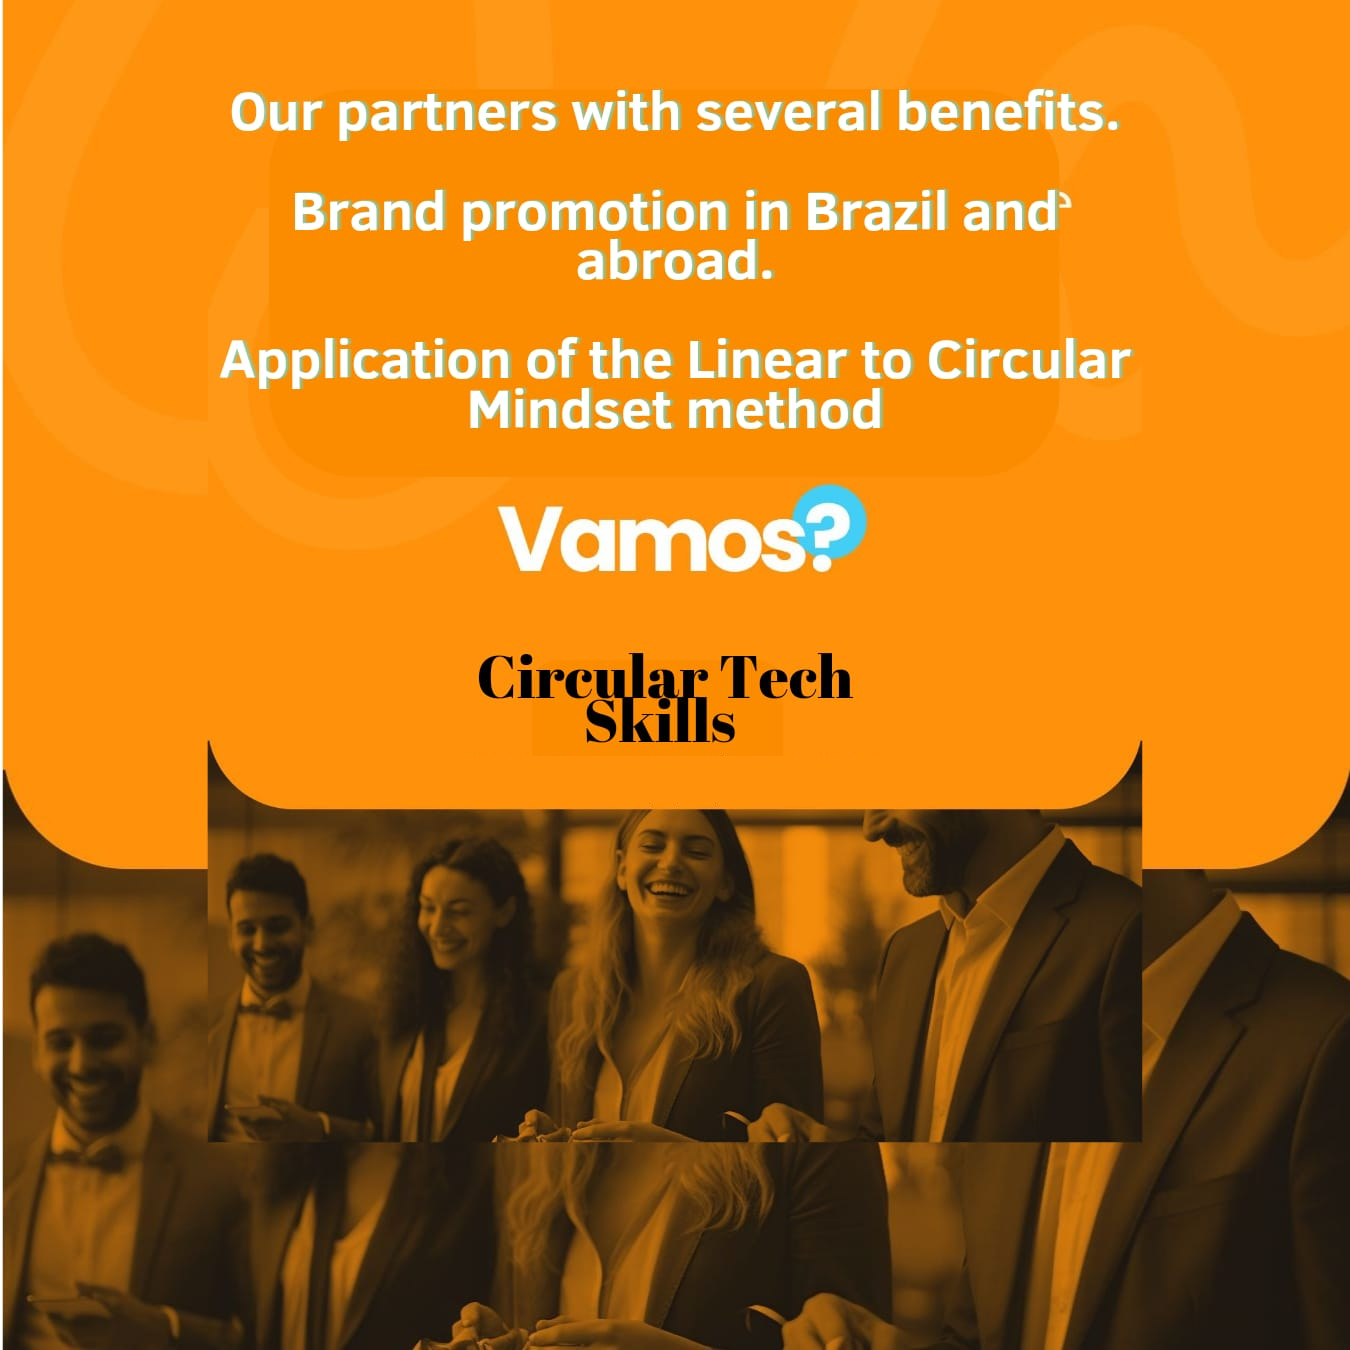 Our partners with several benefits.
Brand promotion in Brazil and
abroad.
Application of the Linear to Circular
Mindset method
Vamos?
Circular Tech
Skills